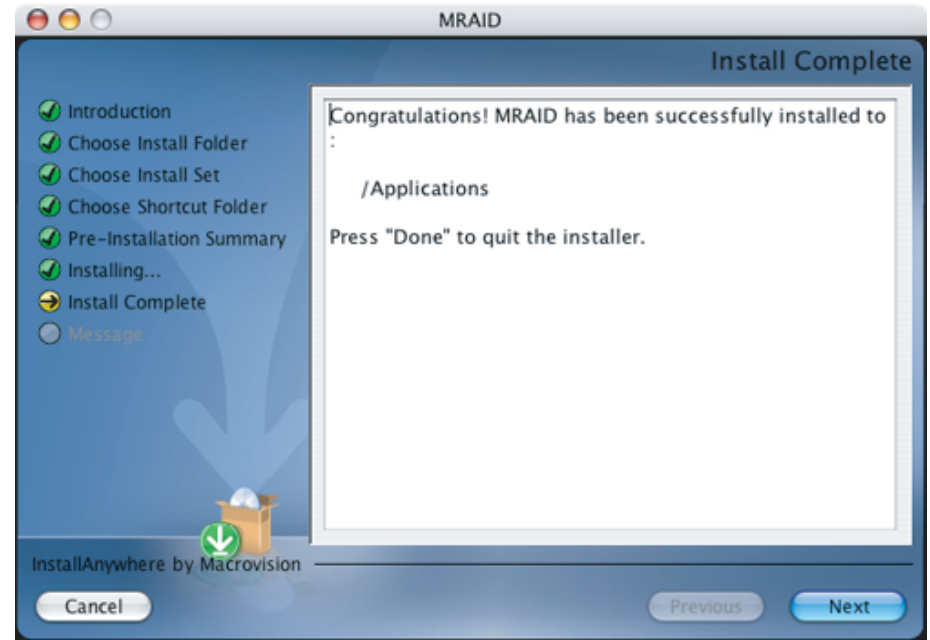 MRAID
Install Complete
Introduction
Choose Install Folder
Choose Install Set
Choose Shortcut Folder
Pre-Installation Summary
Installing...
Install Complete
Message
Congratulations! MRAID has been successfully installed to
:
/Applications
Press "Done" to quit the installer.
InstallAnywhere by Macrovision
Cancel
Previous
Next